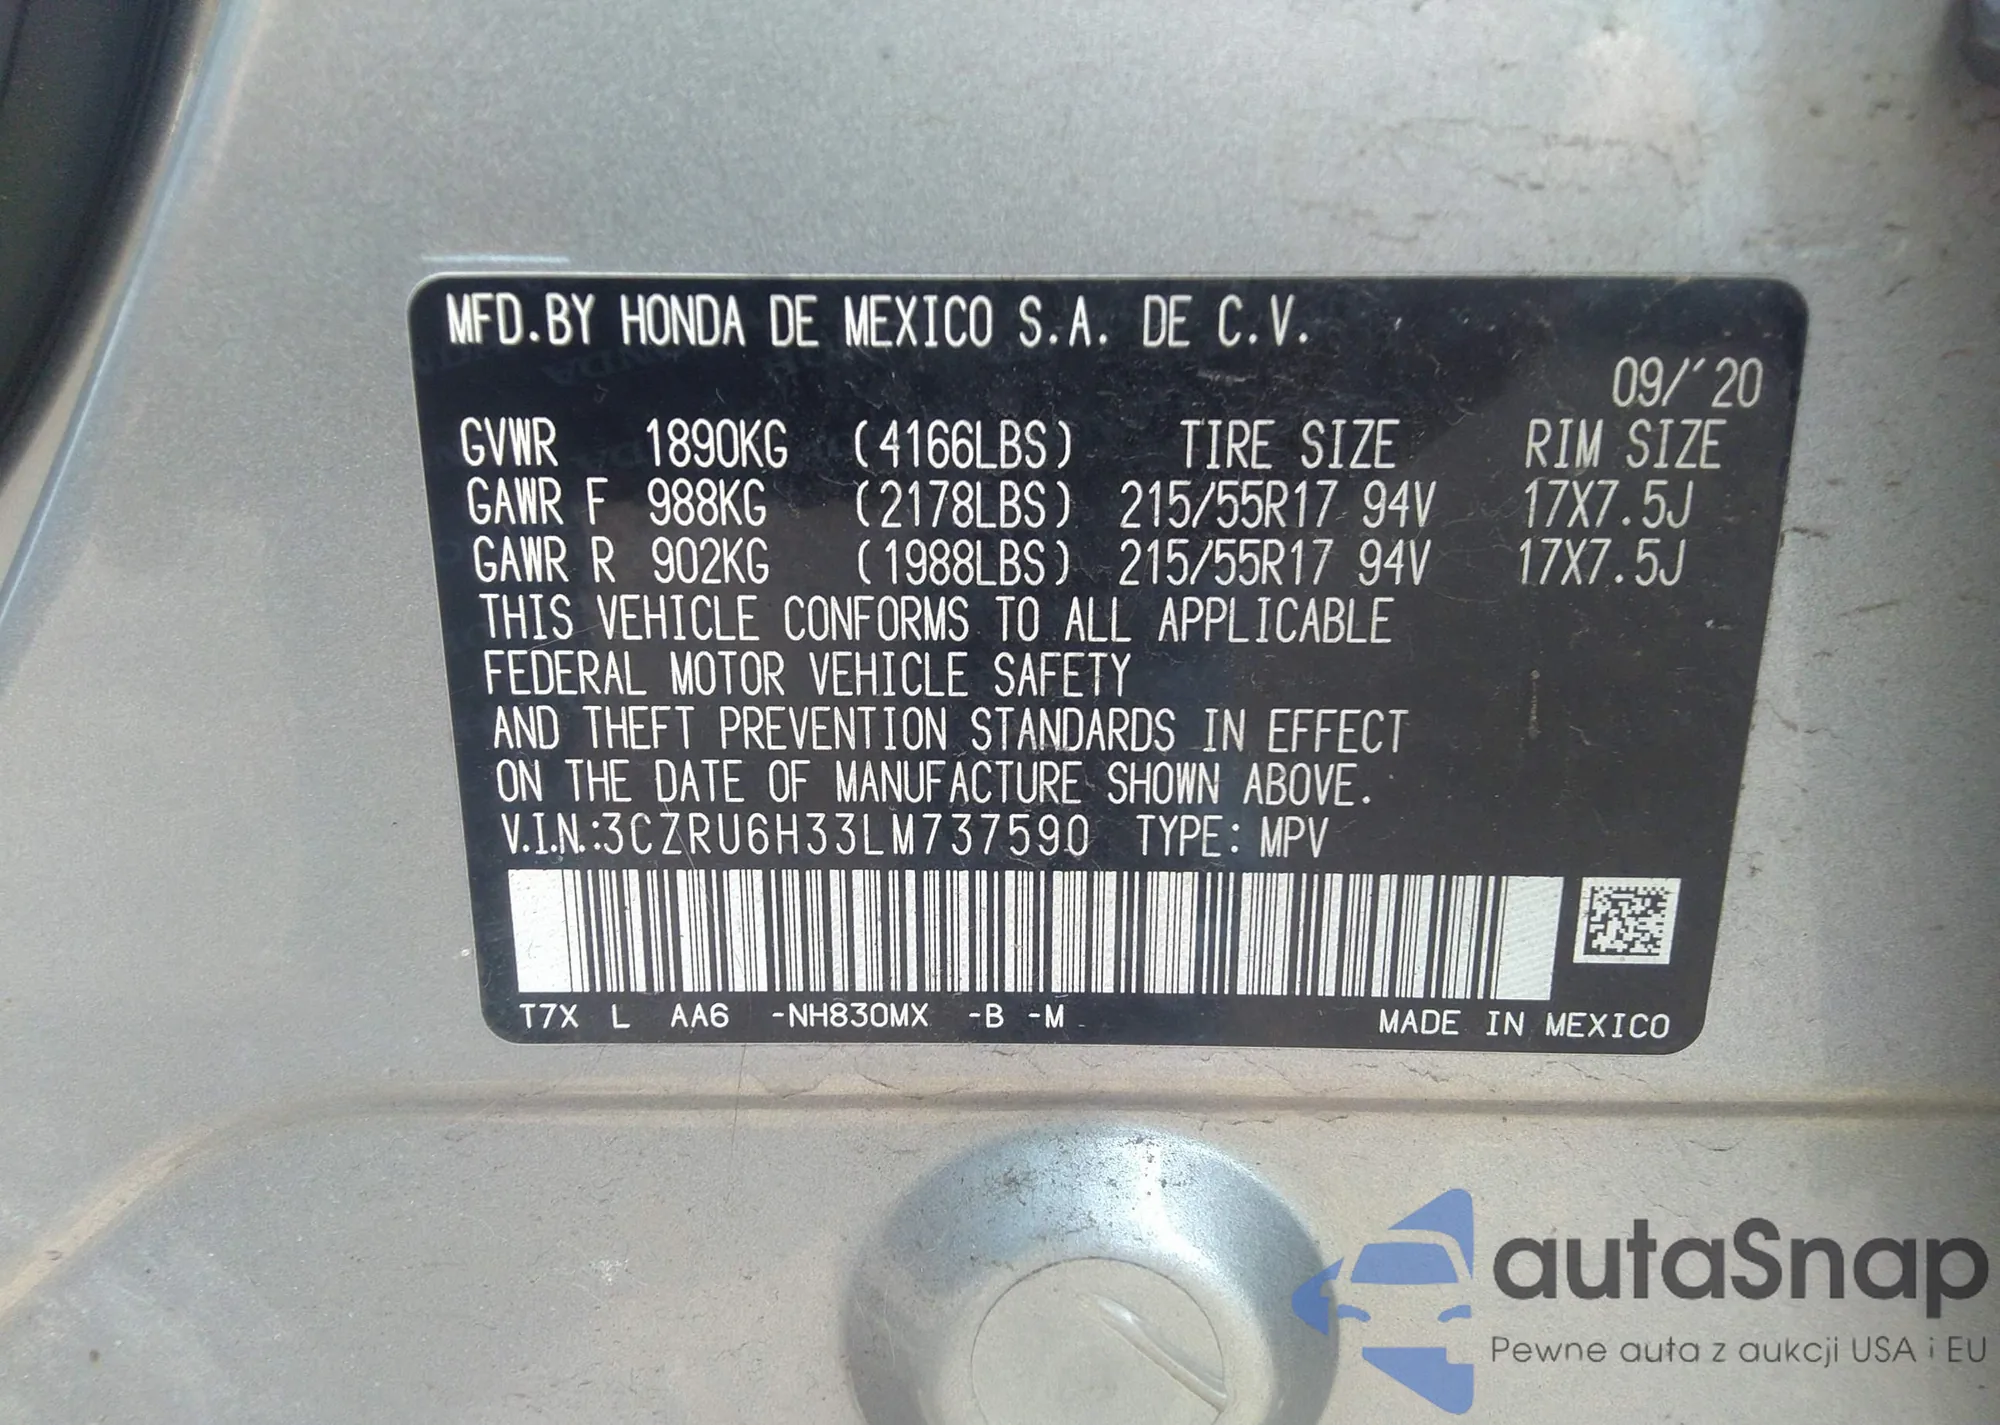 MFD.BY HONDA DE MEXICO S.A. DE C.V.
09/'20
GVWR 1890KG (4166LBS) TIRE SIZE RIM SIZE
GAWR F 988KG (2178LBS) 215/55R17 94V 17X7.5J
GAWR R 902KG (1988LBS) 215/55R17 94V 17X7.5J
THIS VEHICLE CONFORMS TO ALL APPLICABLE
FEDERAL MOTOR VEHICLE SAFETY
AND THEFT PREVENTION STANDARDS IN EFFECT
ON THE DATE OF MANUFACTURE SHOWN ABOVE.
V.I.N.:3CZRU6H33LM737590 TYPE: MPV
T7X L AA6 -NH830MX -B -M
MADE IN MEXICO
autaSnap
Pewne auta z aukcji USA i EU